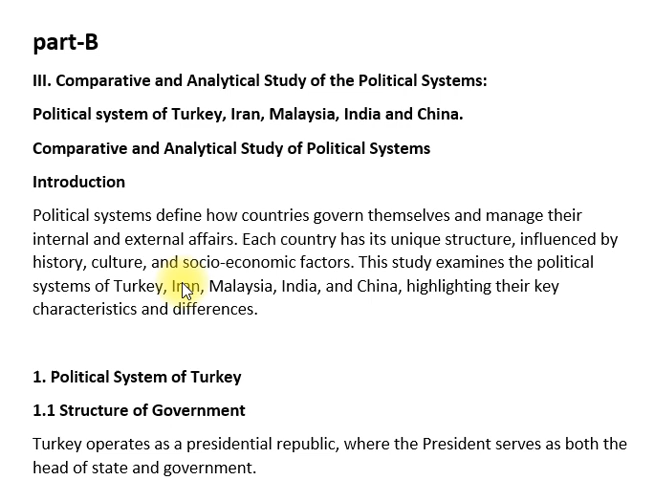 part-B
III. Comparative and Analytical Study of the Political Systems:
Political system of Turkey, Iran, Malaysia, India and China.
Comparative and Analytical Study of Political Systems
Introduction
Political systems define how countries govern themselves and manage their
internal and external affairs. Each country has its unique structure, influenced by
history, culture, and socio-economic factors. This study examines the political
systems of Turkey, Iran, Malaysia, India, and China, highlighting their key
characteristics and differences.
1. Political System of Turkey
1.1 Structure of Government
Turkey operates as a presidential republic, where the President serves as both the
head of state and government.